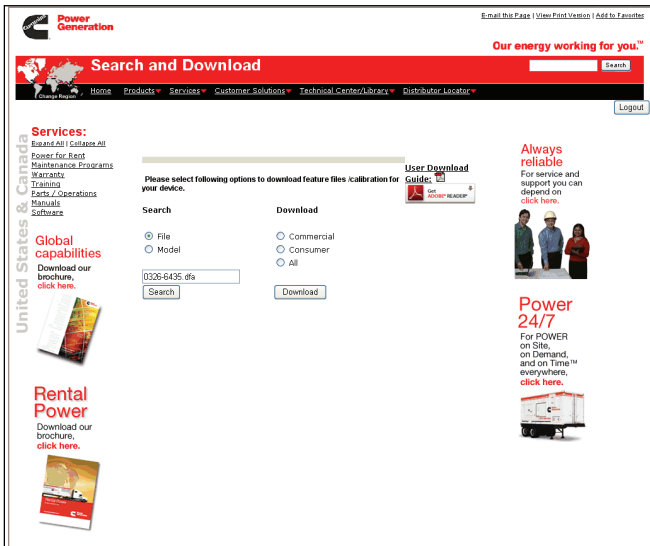 E-mail this Page | View Print Version | Add to Favorites
Power
Generation
Our energy working for you.™
Search and Download
Search
Change Region
Home Products Services Customer Solutions Technical Center/Library Distributor Locator
Logout
United States & Canada
Services:
Expand All | Collapse All
Power for Rent
Maintenance Programs
Warranty
Training
Parts / Operations
Manuals
Software
Global
capabilities
Download our
brochure,
click here.
Rental
Power
Download our
brochure,
click here.
Please select following options to download feature files /calibration for
your device.
User Download
Guide:
Get
ADOBE® READER®
Search
Download
File
Model
Commercial
Consumer
All
0326-6435.dfa
Search
Download
Always
reliable
For service and
support you can
depend on
click here.
Power
24/7
For POWER
on Site,
on Demand,
and on Time™
everywhere,
click here.